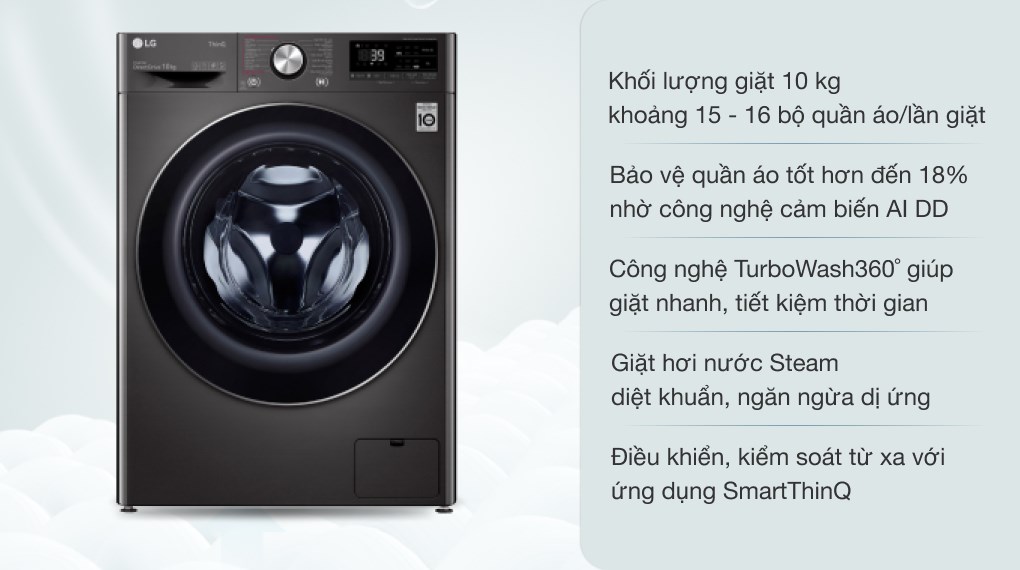 LG
ThinQ
39
10
Khối lượng giặt 10 kg
khoảng 15 - 16 bộ quần áo/lần giặt
Bảo vệ quần áo tốt hơn đến 18%
nhờ công nghệ cảm biến AI DD
Công nghệ TurboWash360° giúp
giặt nhanh, tiết kiệm thời gian
Giặt hơi nước Steam
diệt khuẩn, ngăn ngừa dị ứng
Điều khiển, kiểm soát từ xa với
ứng dụng SmartThinQ